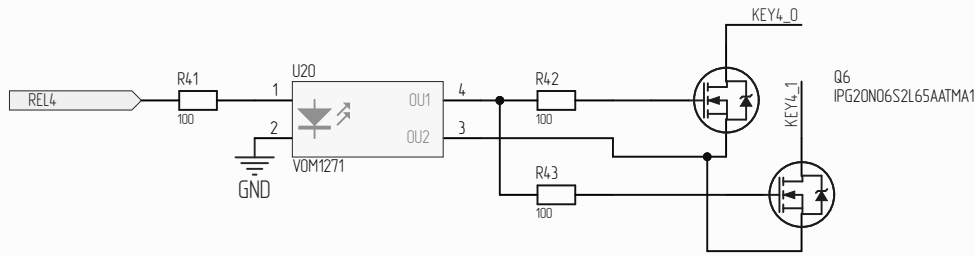 KEY4_0
R41
U20
R42
Q6
IPG20N06S2L65AATMA1
KEY4_1
REL4
1
4
OU1
100
100
2
3
OU2
VOM1271
GND
R43
100